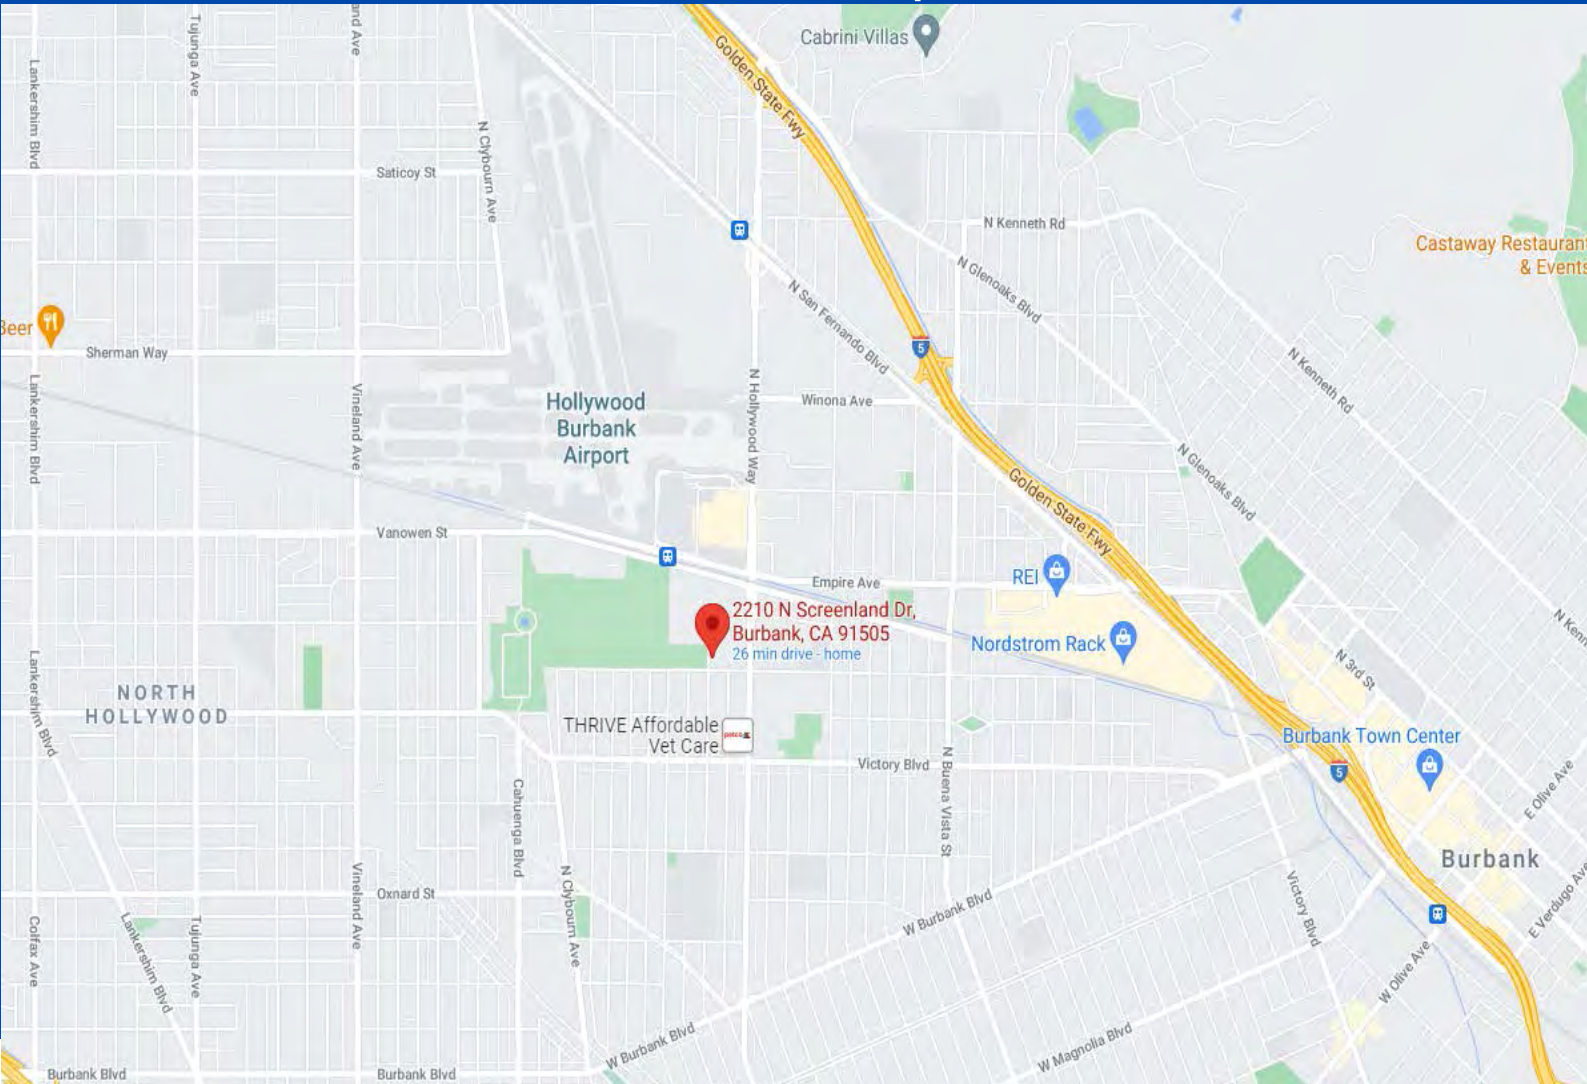 Cabrini Villas
Golden State Fwy
Lankershim Blvd
Tujunga Ave
N Clybourn Ave
Saticoy St
N Kenneth Rd
Castaway Restaurant
& Events
N Glenoaks Blvd
N San Fernando Blvd
Beer
Sherman Way
5
N Kenneth Rd
Lankershim Blvd
Vineland Ave
Hollywood
Burbank
Airport
N Hollywood Way
Winona Ave
N Glenoaks Blvd
Golden State Fwy
Vanowen St
Empire Ave
REI
2210 N Screenland Dr,
Burbank, CA 91505
26 min drive - home
Nordstrom Rack
N 3rd St
Lankershim Blvd
NORTH
HOLLYWOOD
THRIVE Affordable
Vet Care
petco
Victory Blvd
N Buena Vista St
Burbank Town Center
5
E Olive Ave
Cahuenga Blvd
Burbank
Vineland Ave
Oxnard St
N Clybourn Ave
W Burbank Blvd
Victory Blvd
E Verdugo Ave
Colfax Ave
Lankershim Blvd
Tujunga Ave
W Olive Ave
W Burbank Blvd
W Magnolia Blvd
Burbank Blvd
Burbank Blvd